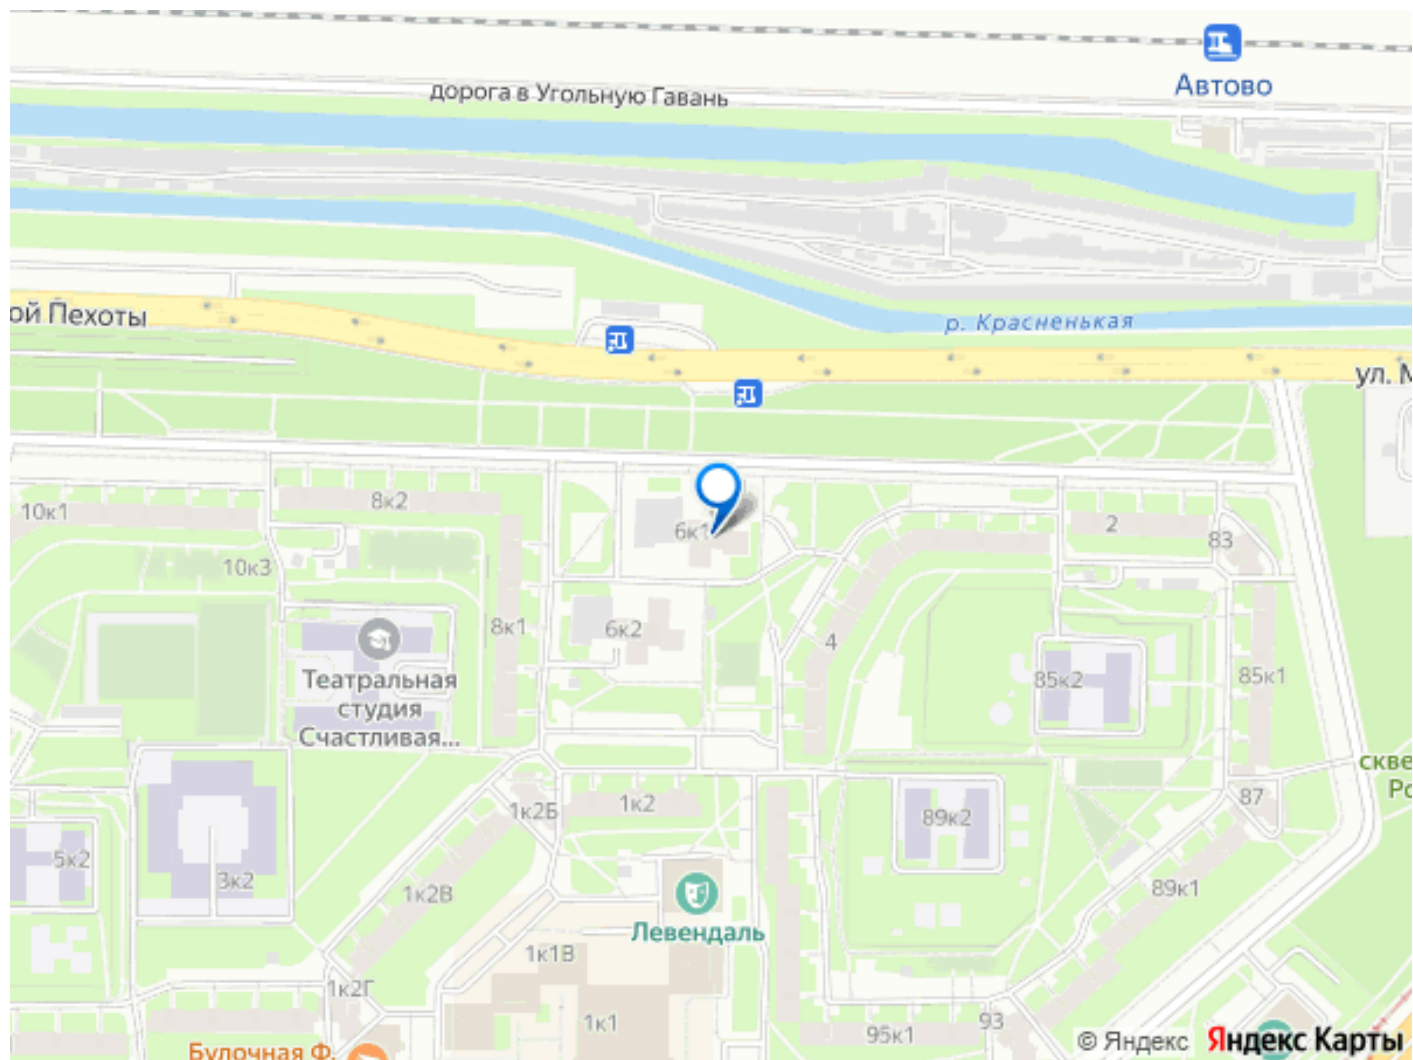 Автово
дорога в Угольную Гавань
ой Пехоты
р. Красненькая
ул. М
10к1
8к2
6к1
2
83
10к3
8к1
6к2
4
85к2
85к1
Театральная
студия
Счастливая...
скве
Ро
1к2Б
1к2
89к2
87
5к2
3к2
1к2В
89к1
Левендаль
1к1В
1к2Г
1к1
95к1
93
Булочная Ф.
© Яндекс Яндекс Карты